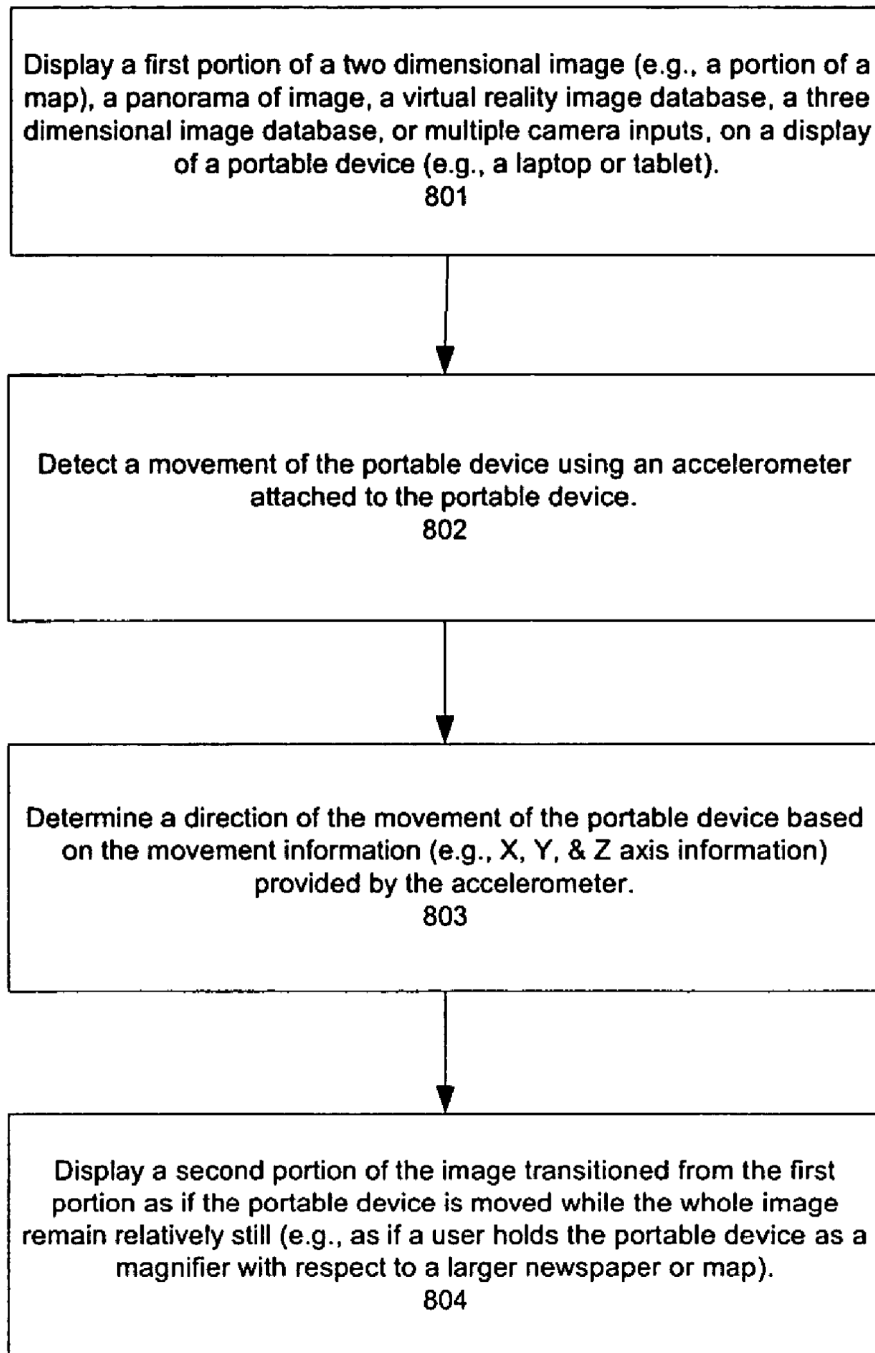 Display a first portion of a two dimensional image (e.g., a portion of a
map), a panorama of image, a virtual reality image database, a three
dimensional image database, or multiple camera inputs, on a display
of a portable device (e.g., a laptop or tablet).
801
Detect a movement of the portable device using an accelerometer
attached to the portable device.
802
Determine a direction of the movement of the portable device based
on the movement information (e.g., X, Y, & Z axis information)
provided by the accelerometer.
803
Display a second portion of the image transitioned from the first
portion as if the portable device is moved while the whole image
remain relatively still (e.g., as if a user holds the portable device as a
magnifier with respect to a larger newspaper or map).
804